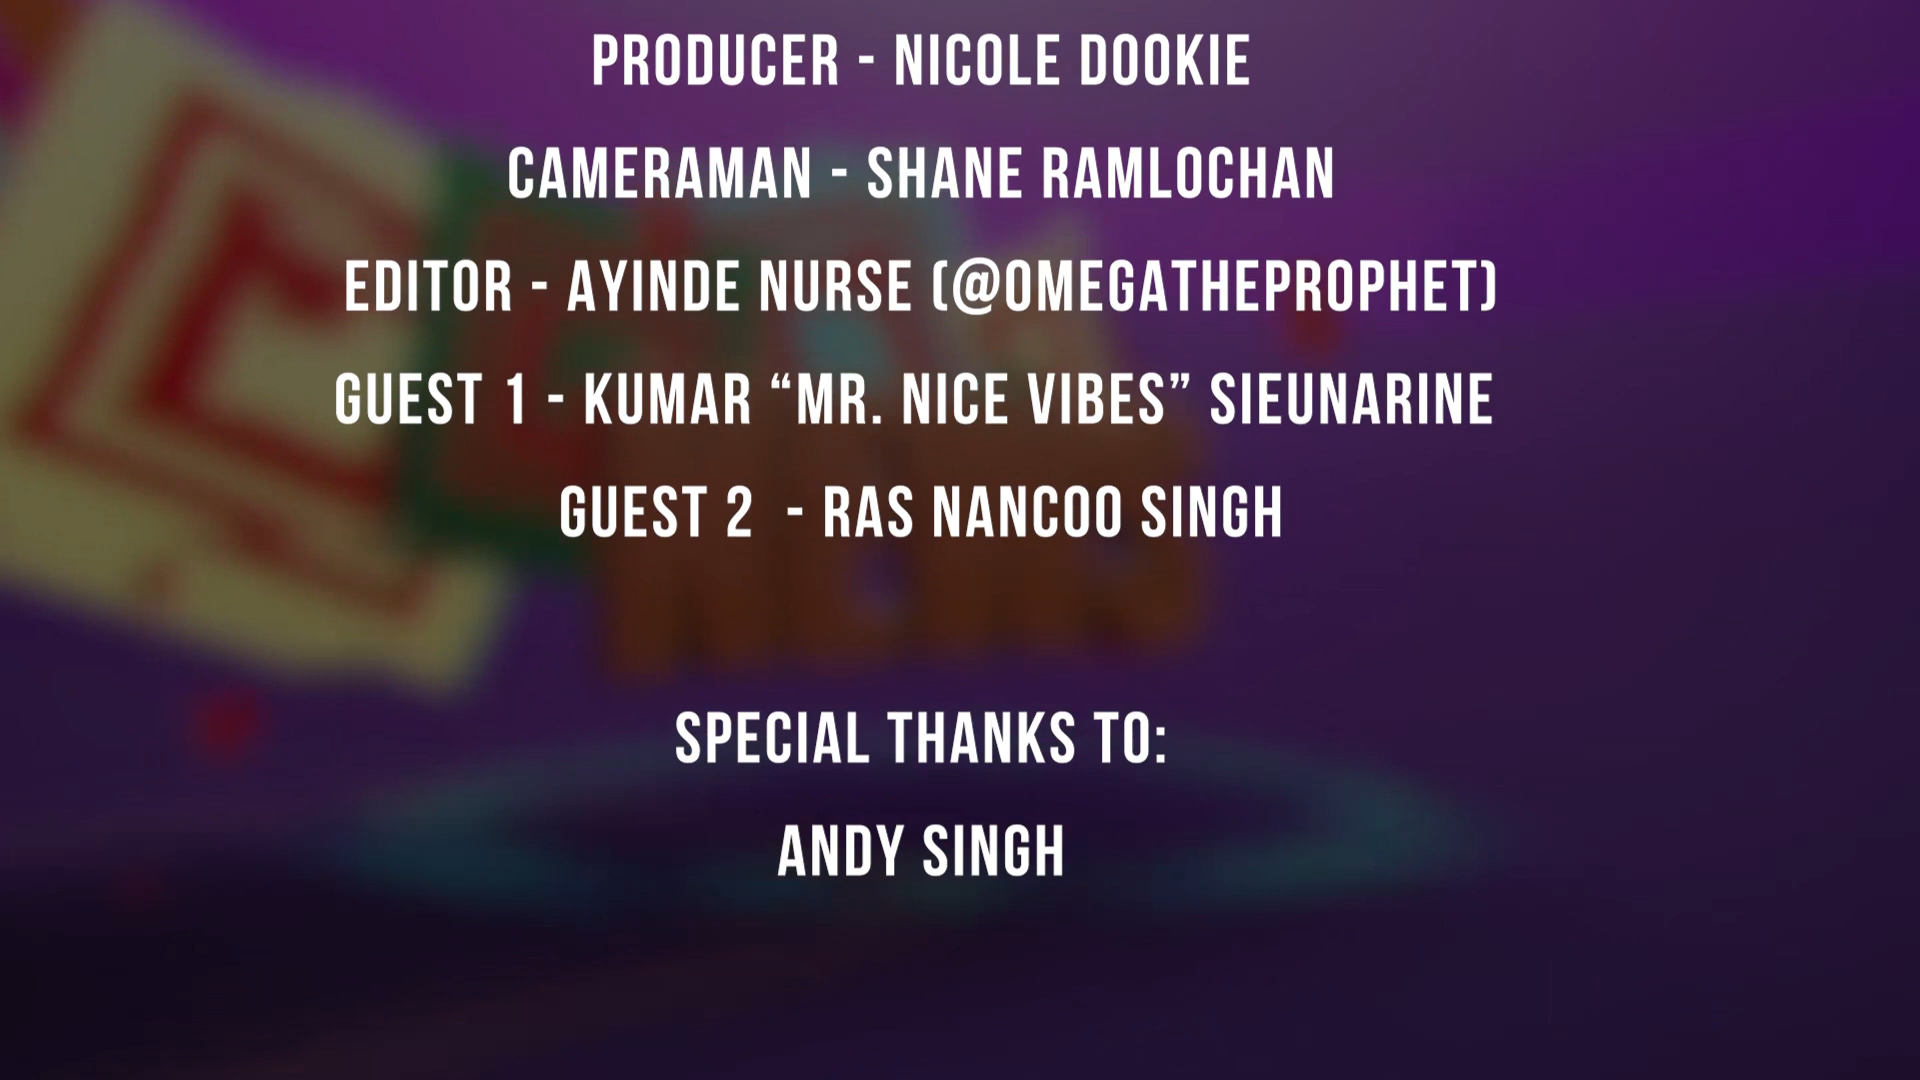 PRODUCER - NICOLE DOOKIE
CAMERAMAN - SHANE RAMLOCHAN
EDITOR - AYINDE NURSE (@OMEGATHEPROPHET)
GUEST 1 - KUMAR “MR. NICE VIBES” SIEUNARINE
GUEST 2  - RAS NANCOO SINGH
SPECIAL THANKS TO:
ANDY SINGH